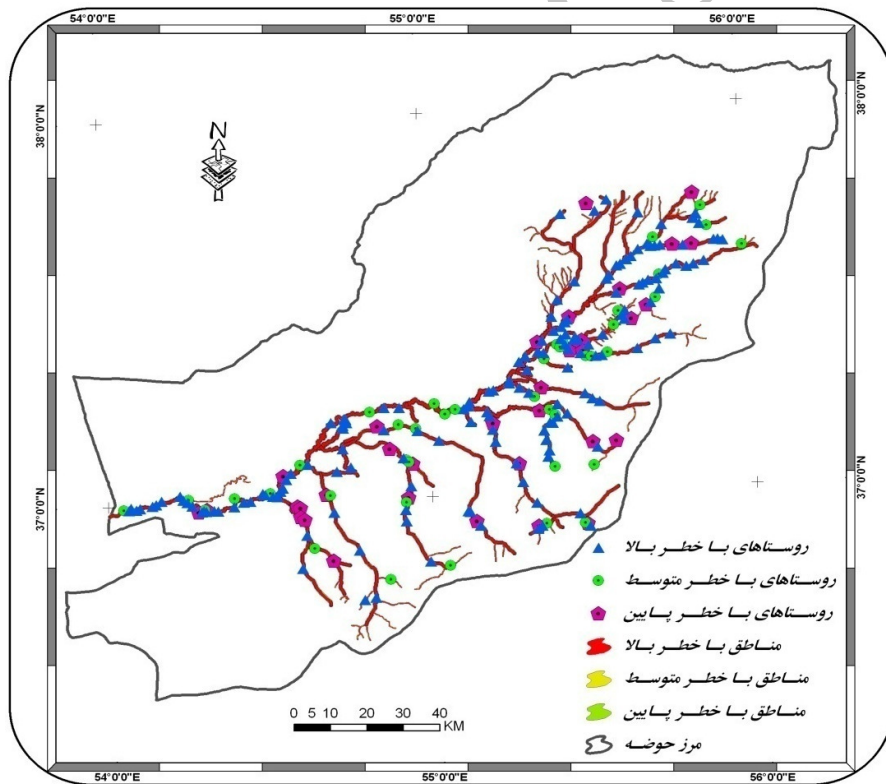 54°0'0"E
55°0'0"E
56°0'0"E
38°0'0"N
38°0'0"N
N
37°0'0"N
37°0'0"N
روستاهای با خطر بالا
روستاهای با خطر متوسط
روستاهای با خطر پایین
مناطق با خطر بالا
مناطق با خطر متوسط
مناطق با خطر پایین
مرز حوضه
0 5 10 20 30 40
KM
54°0'0"E
55°0'0"E
56°0'0"E